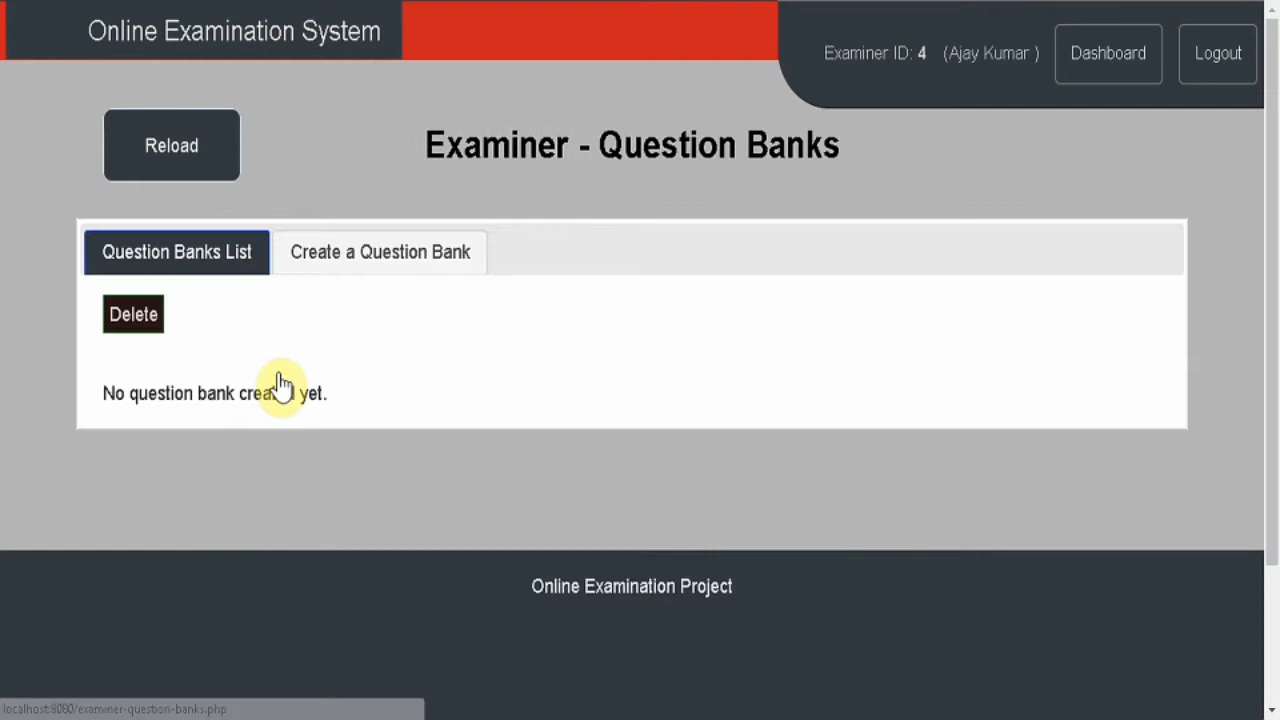 Online Examination System
Examiner ID: 4 (Ajay Kumar ) Dashboard Logout
Reload
Examiner - Question Banks
Question Banks List Create a Question Bank
Delete
No question bank yet.
Online Examination Project
localhost:8080/examiner-question-banks.php